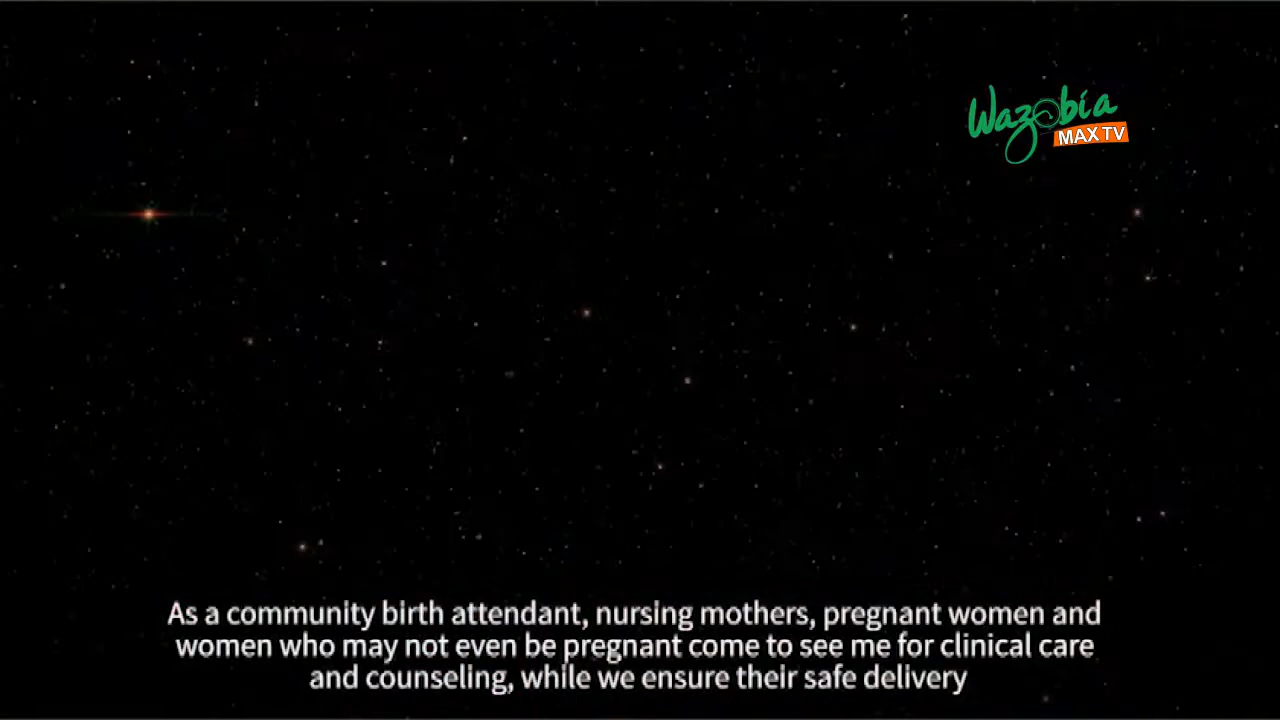 Wazobia
MAX TV
As a community birth attendant, nursing mothers, pregnant women and
women who may not even be pregnant come to see me for clinical care
and counseling, while we ensure their safe delivery